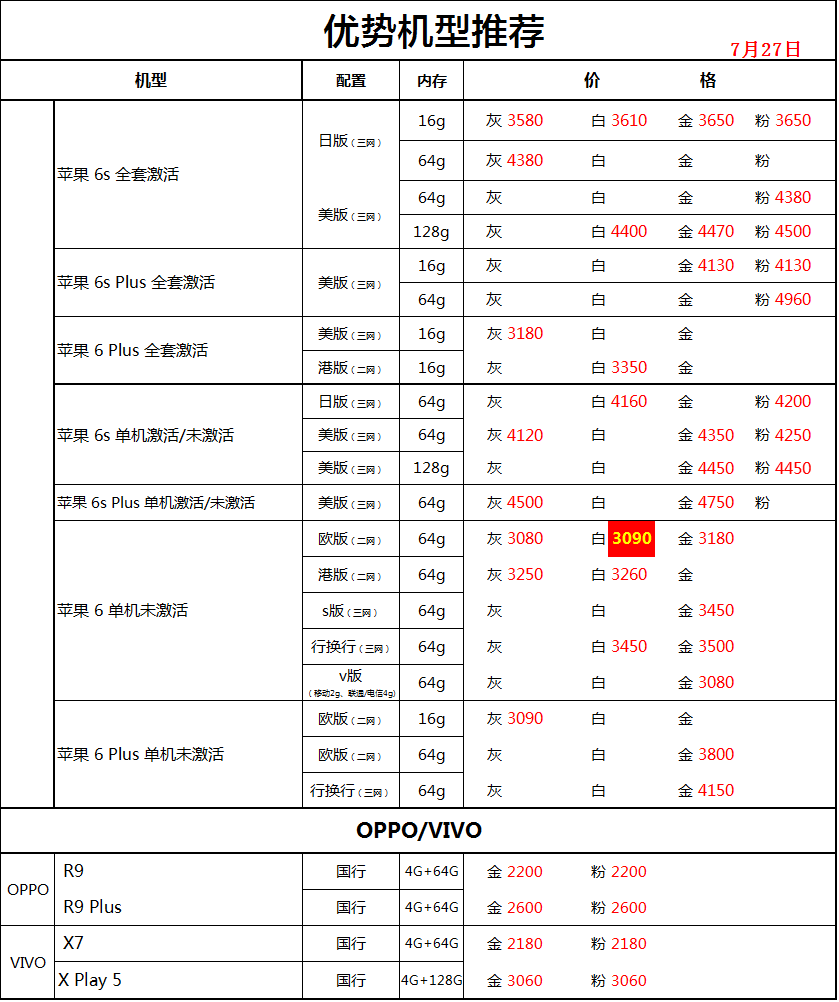 优势机型推荐
7月27日
机型 配置 内存 价 格
苹果 6s 全套激活 日版（三网） 16g 灰 3580 白 3610 金 3650 粉 3650
64g 灰 4380 白 金 粉
美版（三网） 64g 灰 白 金 粉 4380
128g 灰 白 4400 金 4470 粉 4500
苹果 6s Plus 全套激活 美版（三网） 16g 灰 白 金 4130 粉 4130
64g 灰 白 金 粉 4960
苹果 6 Plus 全套激活 美版（三网） 16g 灰 3180 白 金
港版（二网） 16g 灰 白 3350 金
苹果 6s 单机激活/未激活 日版（三网） 64g 灰 白 4160 金 粉 4200
美版（三网） 64g 灰 4120 白 金 4350 粉 4250
美版（三网） 128g 灰 白 金 4450 粉 4450
苹果 6s Plus 单机激活/未激活 美版（三网） 64g 灰 4500 白 金 4750 粉
苹果 6 单机未激活 欧版（二网） 64g 灰 3080 白 3090 金 3180
港版（二网） 64g 灰 3250 白 3260 金
s版（三网） 64g 灰 白 金 3450
行换行（三网） 64g 灰 白 3450 金 3500
v版（移动2g、联通/电信4g） 64g 灰 白 金 3080
苹果 6 Plus 单机未激活 欧版（二网） 16g 灰 3090 白 金
欧版（二网） 64g 灰 白 金 3800
行换行（三网） 64g 灰 白 金 4150
OPPO/VIVO
OPPO R9 国行 4G+64G 金 2200 粉 2200
R9 Plus 国行 4G+64G 金 2600 粉 2600
VIVO X7 国行 4G+64G 金 2180 粉 2180
X Play 5 国行 4G+128G 金 3060 粉 3060